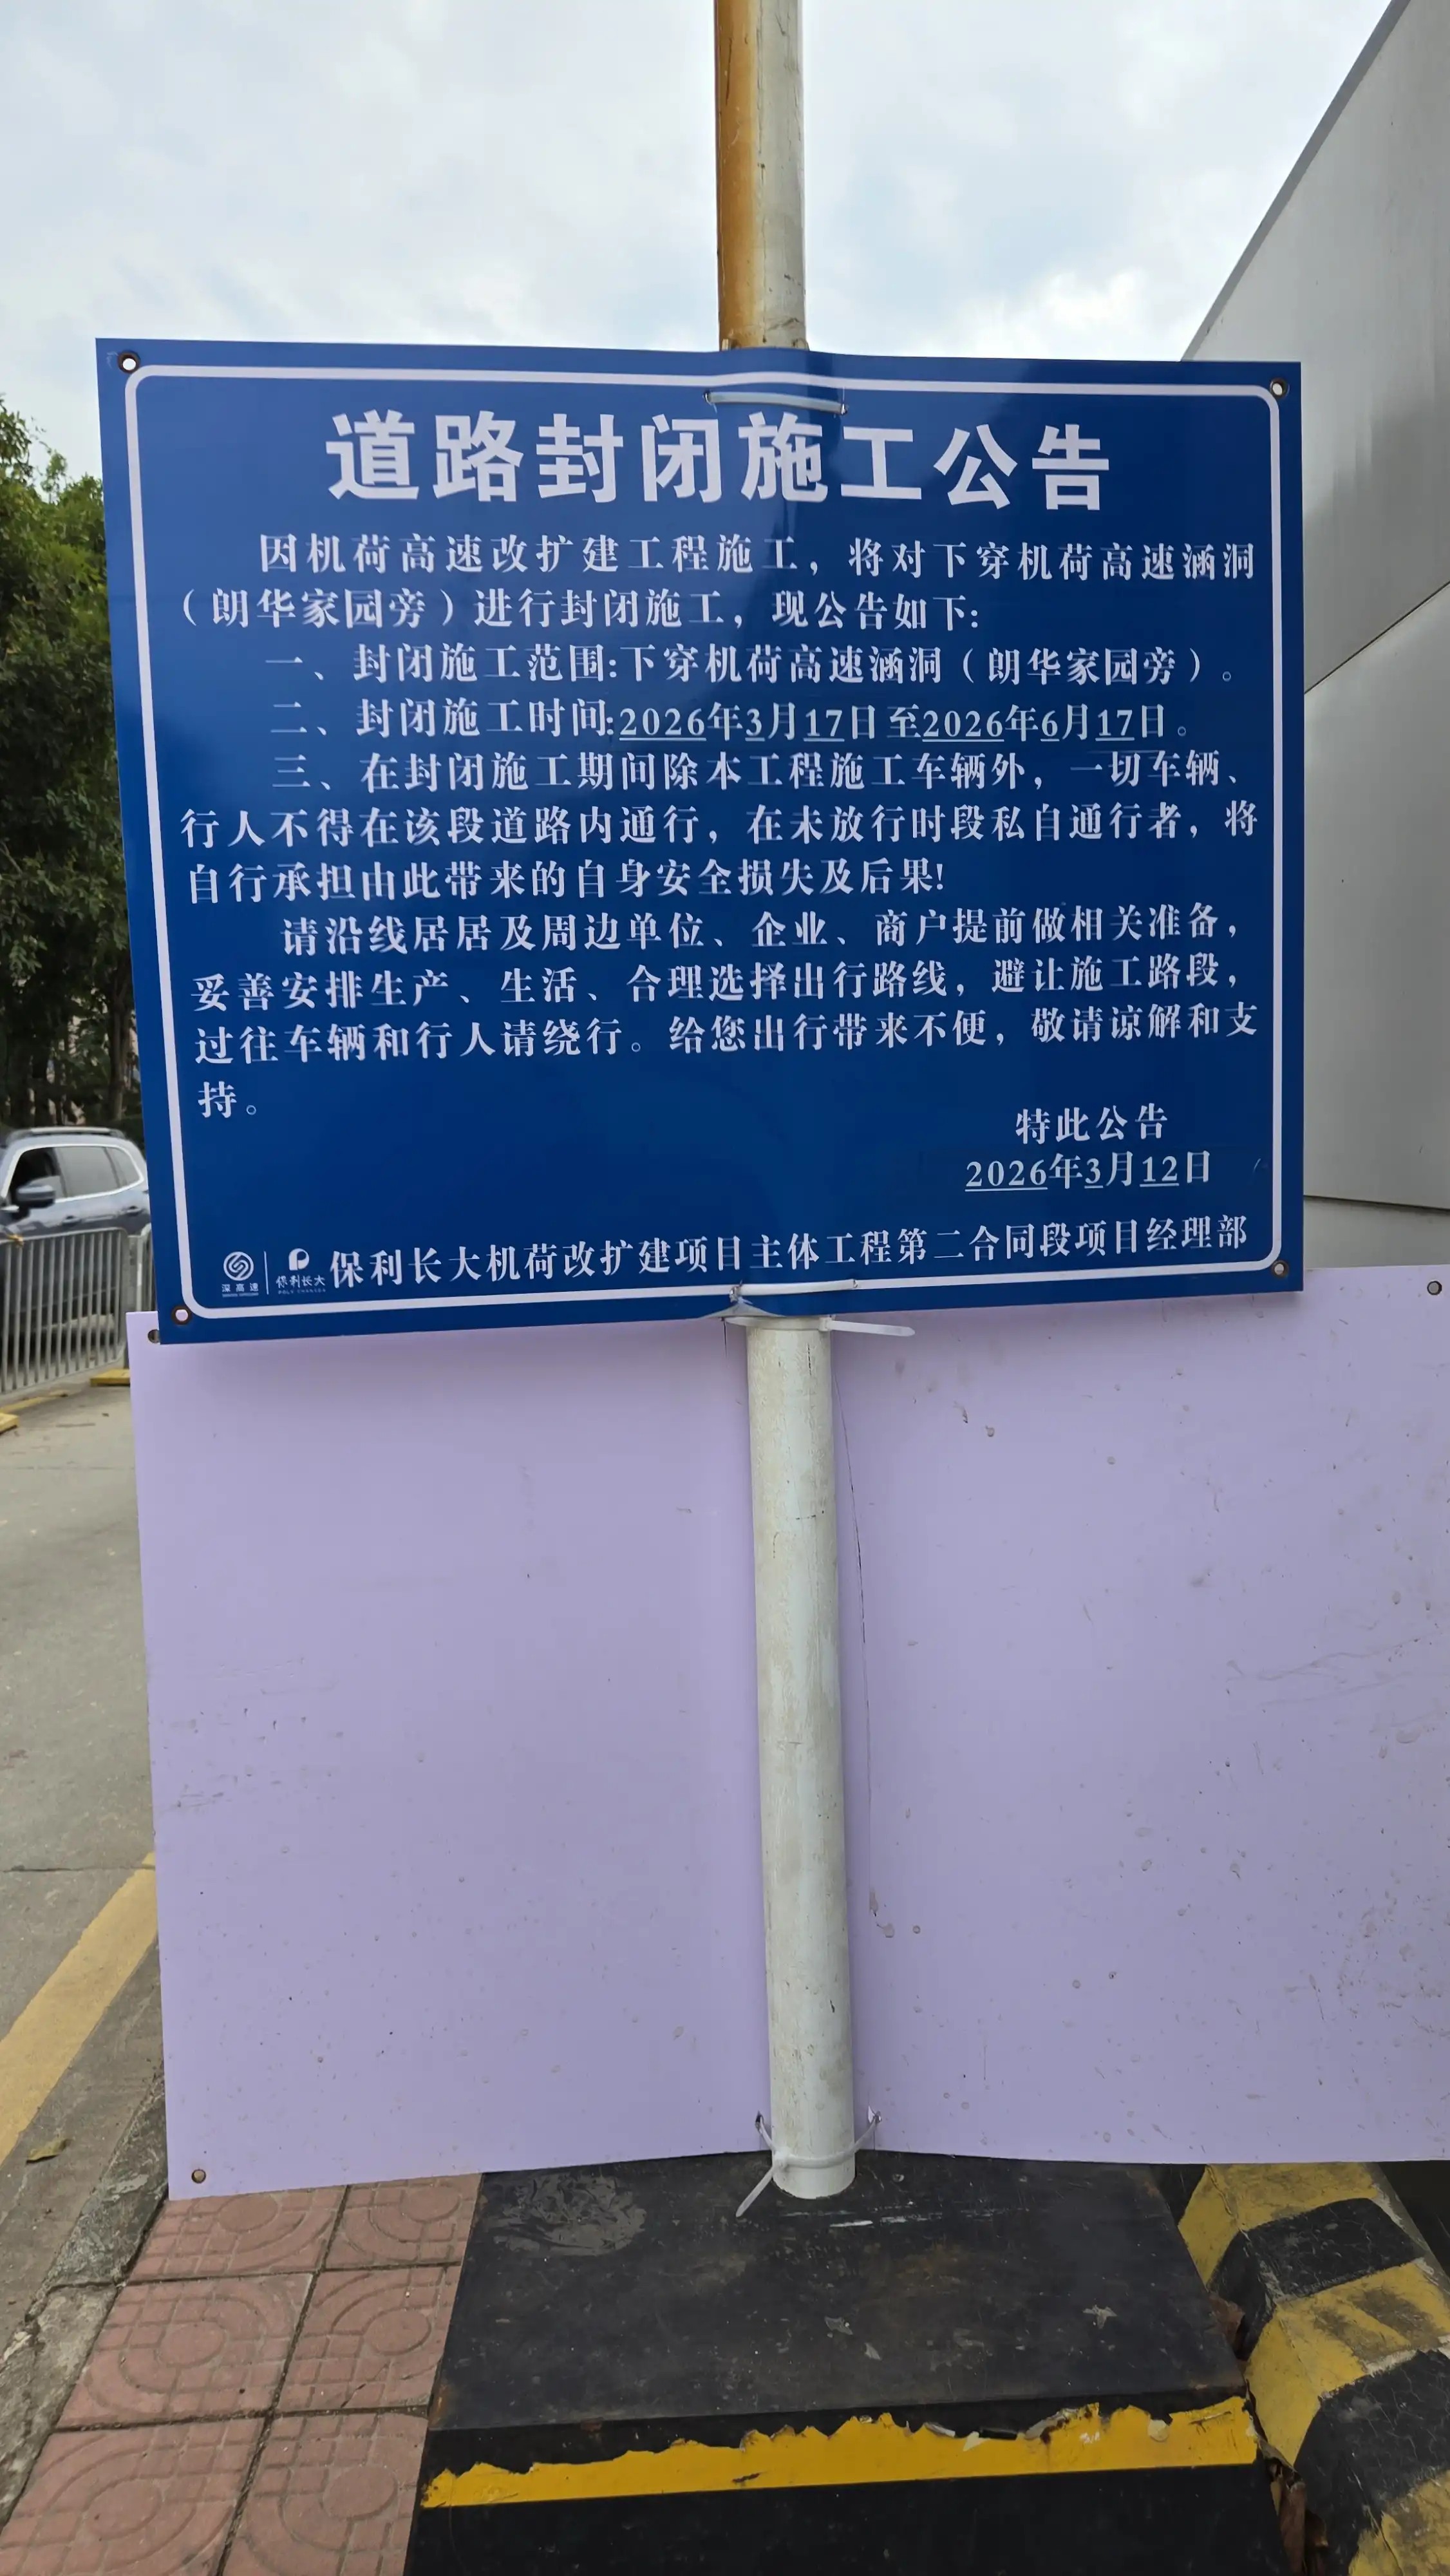 道路封闭施工公告
因机荷高速改扩建工程施工，将对下穿机荷高速涵洞
（朗华家园旁）进行封闭施工，现公告如下:
一、封闭施工范围:下穿机荷高速涵洞（朗华家园旁）。
二、封闭施工时间:2026年3月17日至2026年6月17日。
三、在封闭施工期间除本工程施工车辆外，一切车辆、
行人不得在该段道路内通行，在未放行时段私自通行者，将
自行承担由此带来的自身安全损失及后果!
请沿线居居及周边单位、企业、商户提前做相关准备，
妥善安排生产、生活、合理选择出行路线，避让施工路段，
过往车辆和行人请绕行。给您出行带来不便，敬请谅解和支
持。
特此公告
2026年3月12日
深高速 保利长大 POLY CHANGDA 保利长大机荷改扩建项目主体工程第二合同段项目经理部